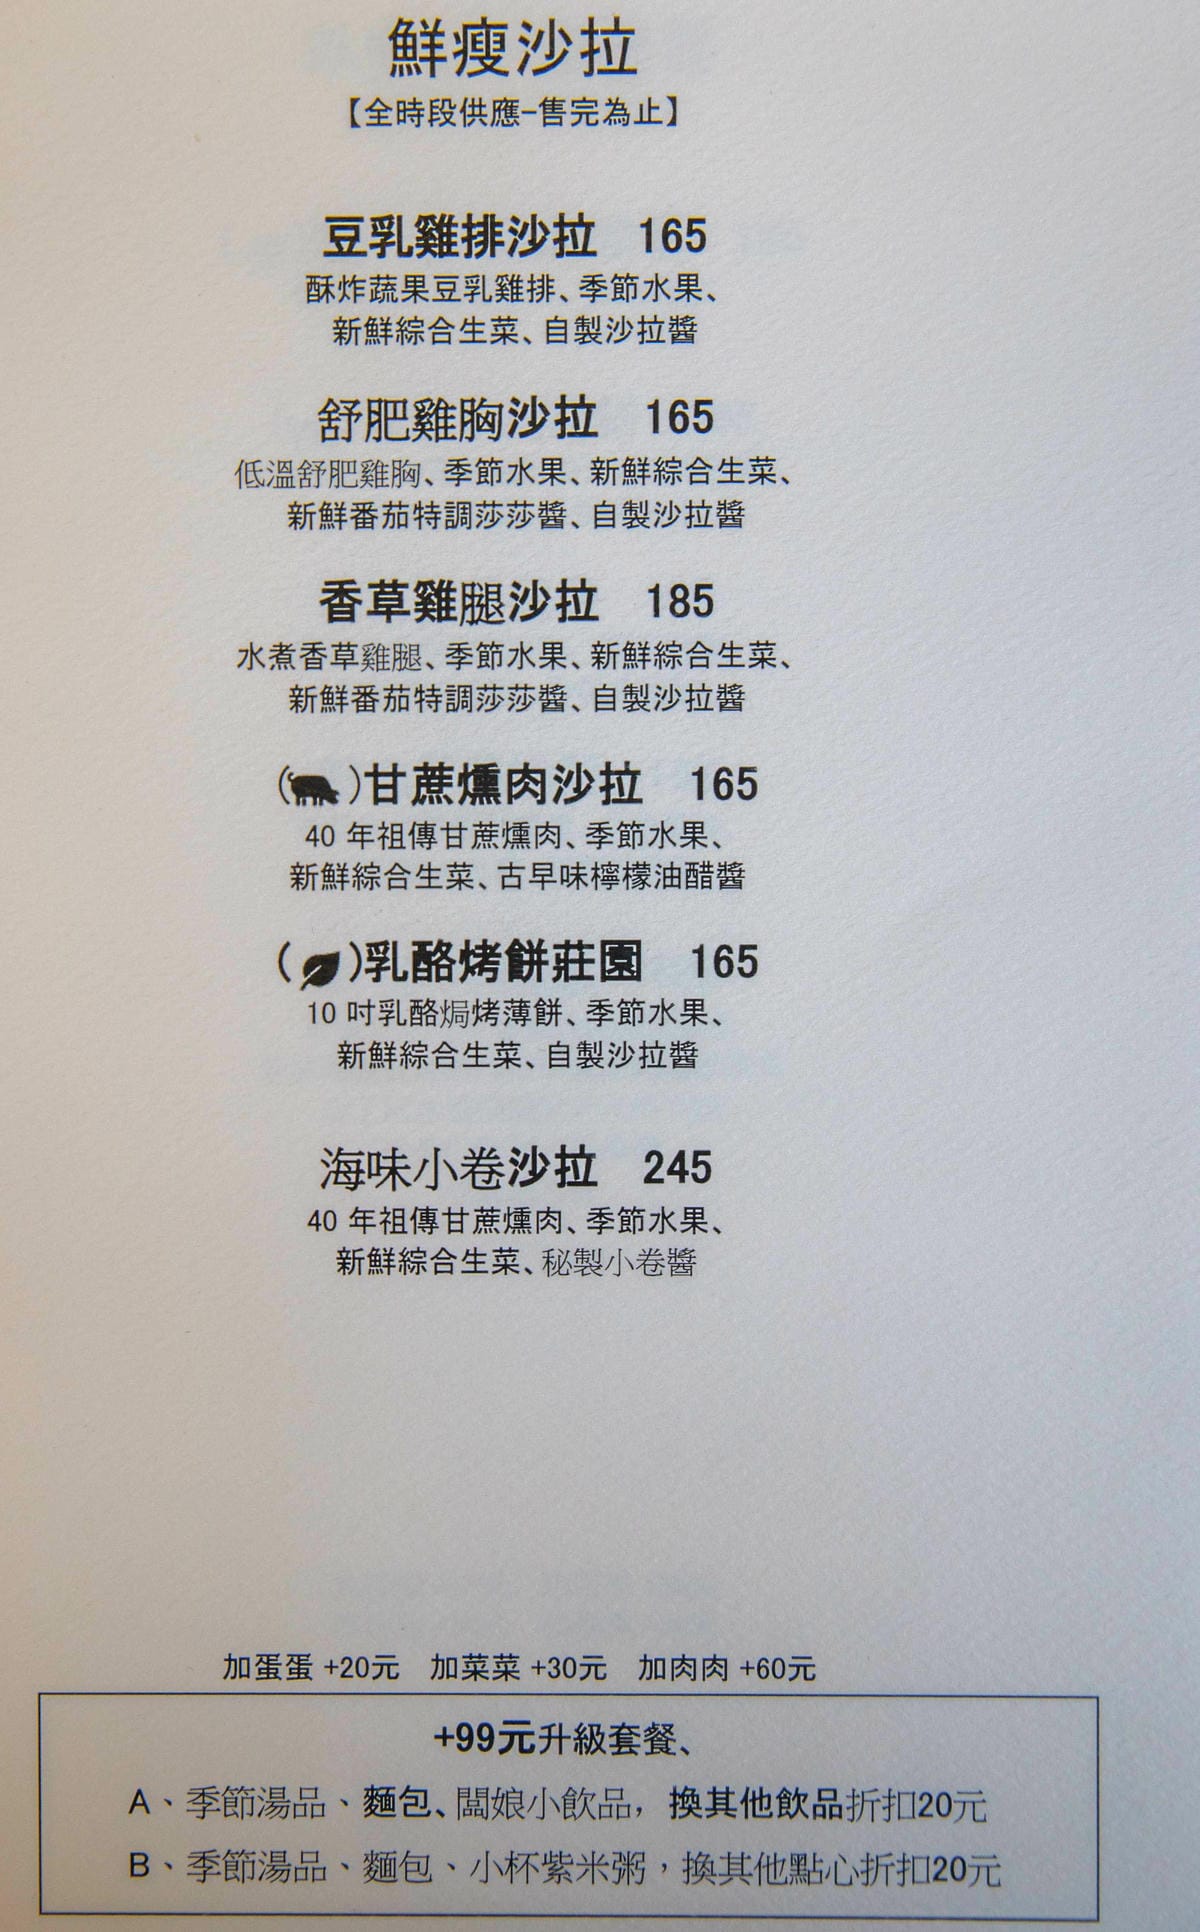 鮮瘦沙拉
【全時段供應-售完為止】
豆乳雞排沙拉 165
酥炸蔬果豆乳雞排、季節水果、
新鮮綜合生菜、自製沙拉醬
舒肥雞胸沙拉 165
低溫舒肥雞胸、季節水果、新鮮綜合生菜、
新鮮番茄特調莎莎醬、自製沙拉醬
香草雞腿沙拉 185
水煮香草雞腿、季節水果、新鮮綜合生菜、
新鮮番茄特調莎莎醬、自製沙拉醬
( )甘蔗燻肉沙拉 165
40 年祖傳甘蔗燻肉、季節水果、
新鮮綜合生菜、古早味檸檬油醋醬
( )乳酪烤餅莊園 165
10 吋乳酪焗烤薄餅、季節水果、
新鮮綜合生菜、自製沙拉醬
海味小卷沙拉 245
40 年祖傳甘蔗燻肉、季節水果、
新鮮綜合生菜、秘製小卷醬
加蛋蛋 +20元 加菜菜 +30元 加肉肉 +60元
+99元升級套餐、
A、季節湯品、麵包、闆娘小飲品，換其他飲品折扣20元
B、季節湯品、麵包、小杯紫米粥，換其他點心折扣20元